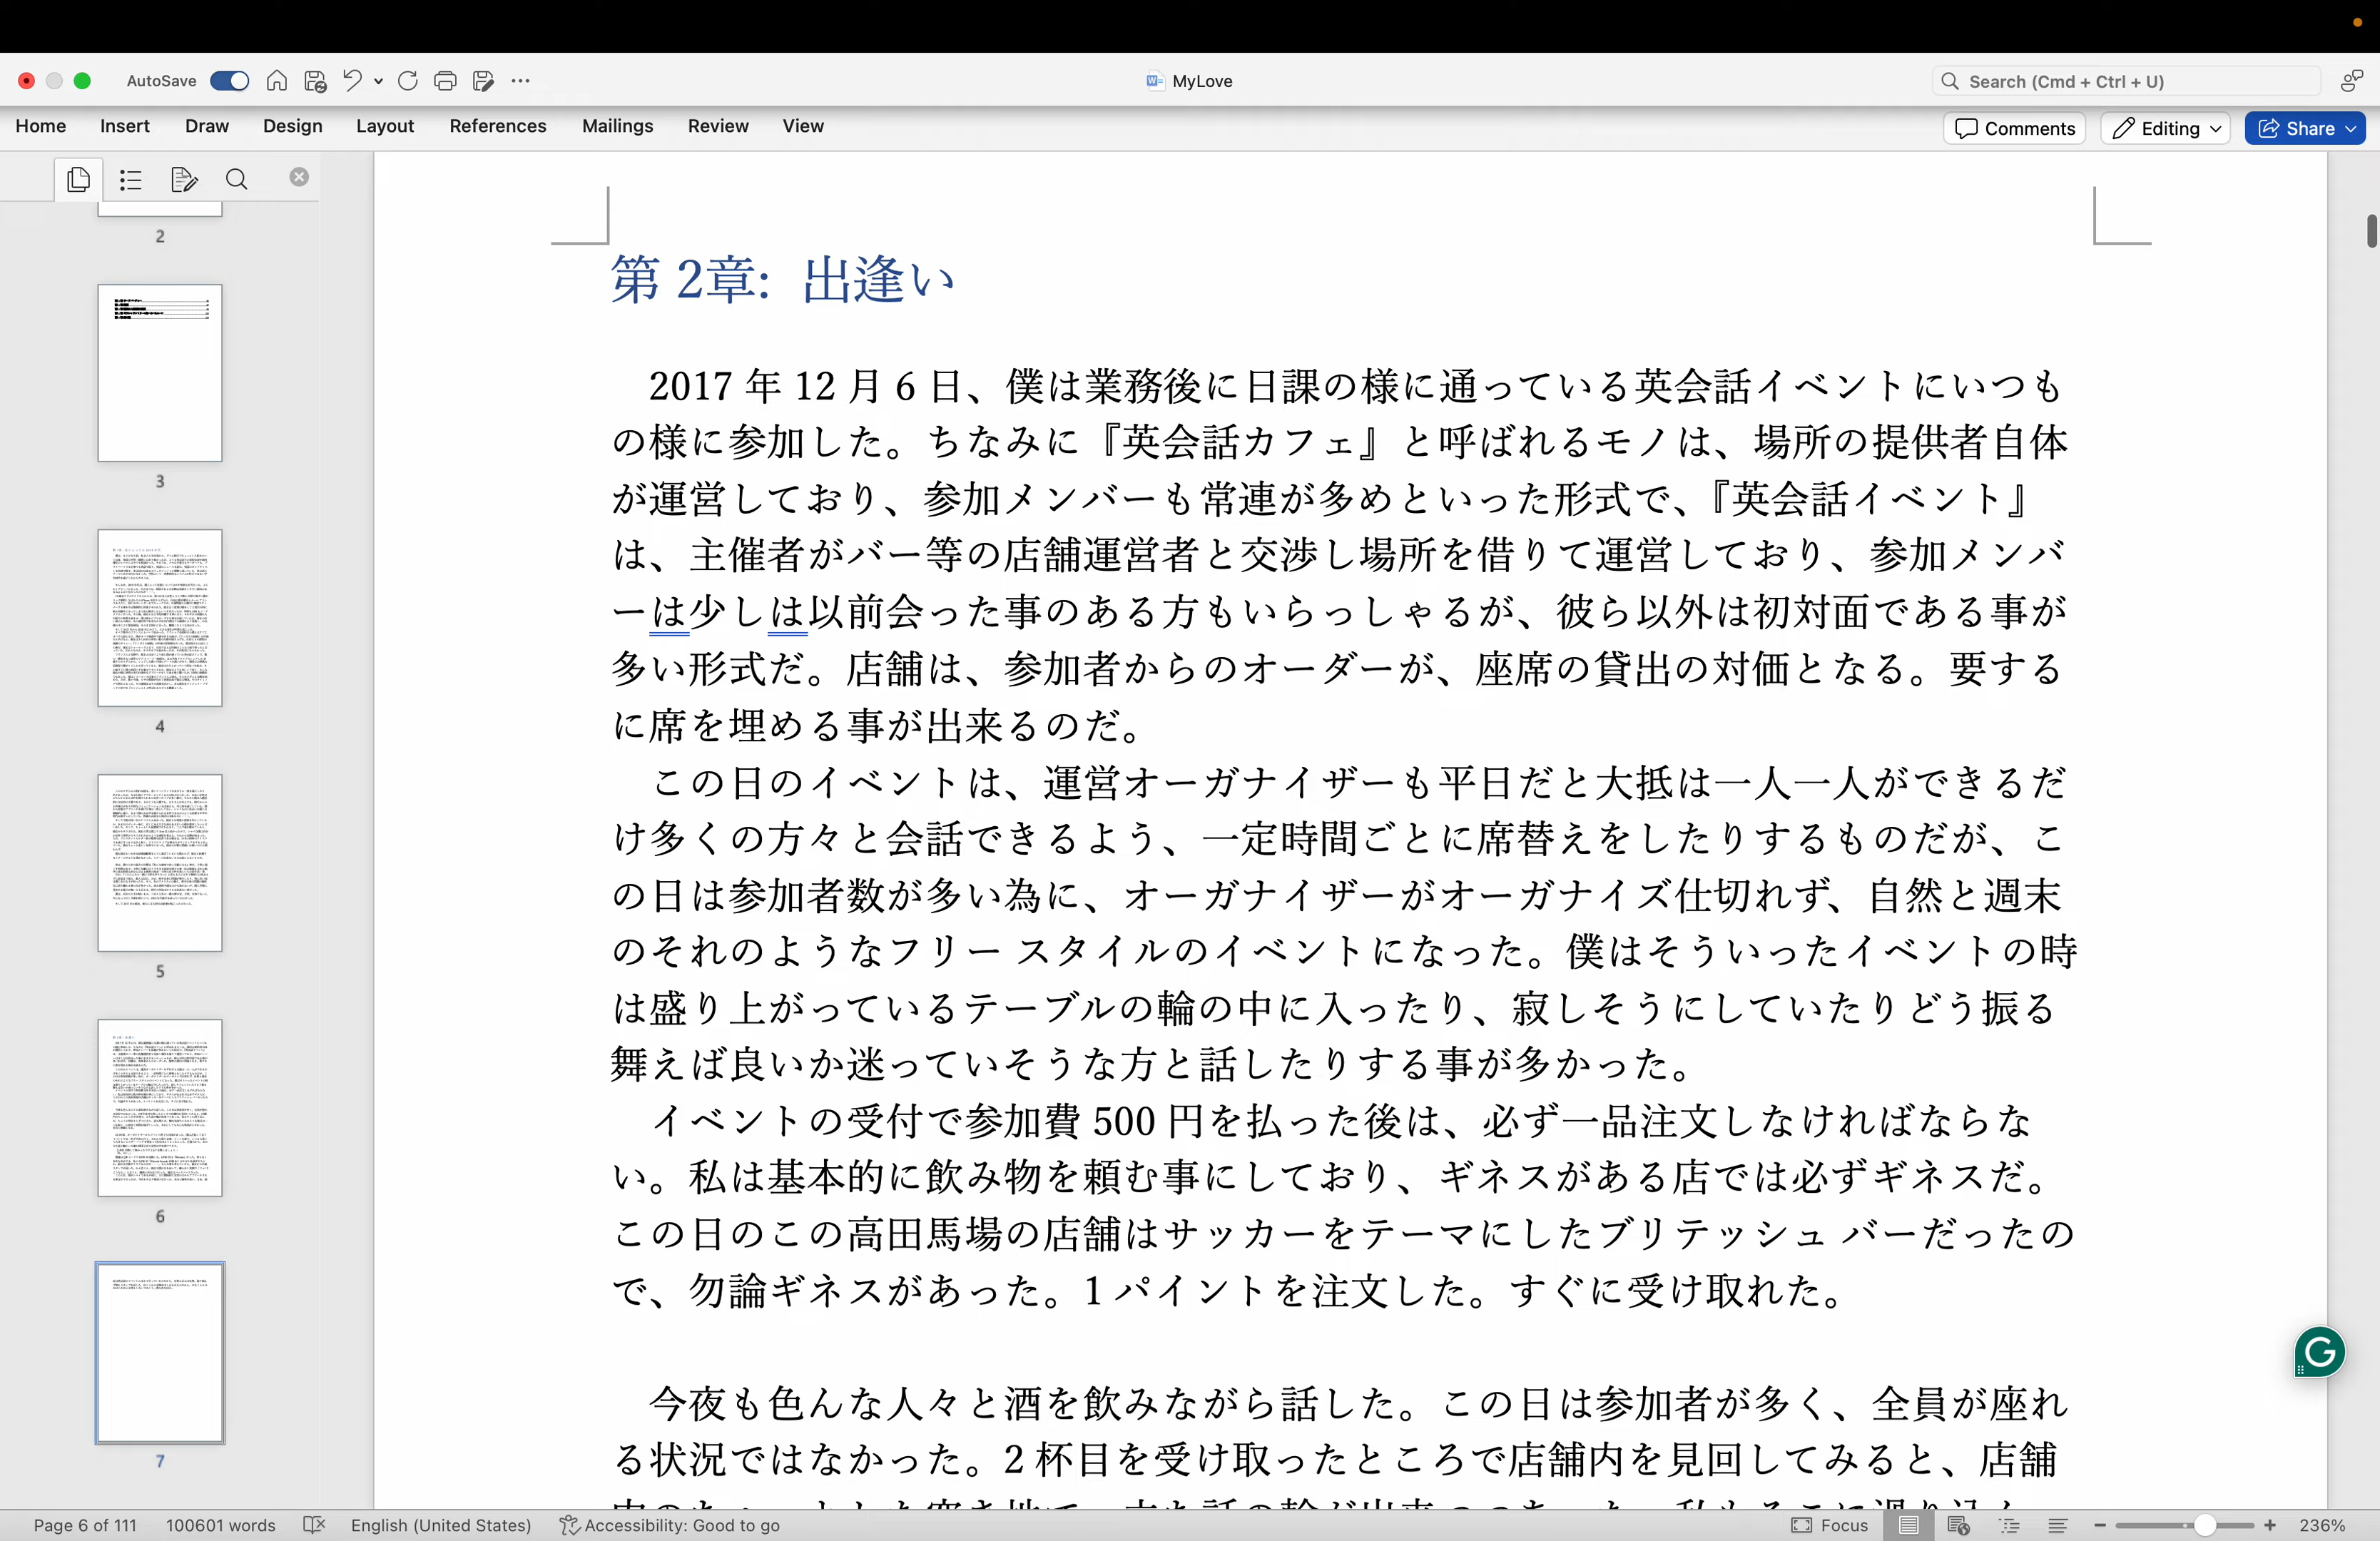 AutoSave
MyLove
Search (Cmd + Ctrl + U)
Home Insert Draw Design Layout References Mailings Review View
Comments Editing Share
2
3
4
5
6
7
第 2章: 出逢い
2017 年 12 月 6 日、僕は業務後に日課の様に通っている英会話イベントにいつも
の様に参加した。ちなみに『英会話カフェ』と呼ばれるモノは、場所の提供者自体
が運営しており、参加メンバーも常連が多めといった形式で、『英会話イベント』
は、主催者がバー等の店舗運営者と交渉し場所を借りて運営しており、参加メンバ
ーは少しは以前会った事のある方もいらっしゃるが、彼ら以外は初対面である事が
多い形式だ。店舗は、参加者からのオーダーが、座席の貸出の対価となる。要する
に席を埋める事が出来るのだ。
この日のイベントは、運営オーガナイザーも平日だと大抵は一人一人ができるだ
け多くの方々と会話できるよう、一定時間ごとに席替えをしたりするものだが、こ
の日は参加者数が多い為に、オーガナイザーがオーガナイズ仕切れず、自然と週末
のそれのようなフリー スタイルのイベントになった。僕はそういったイベントの時
は盛り上がっているテーブルの輪の中に入ったり、寂しそうにしていたりどう振る
舞えば良いか迷っていそうな方と話したりする事が多かった。
イベントの受付で参加費 500 円を払った後は、必ず一品注文しなければならな
い。私は基本的に飲み物を頼む事にしており、ギネスがある店では必ずギネスだ。
この日のこの高田馬場の店舗はサッカーをテーマにしたブリテッシュ バーだったの
で、勿論ギネスがあった。1 パイントを注文した。すぐに受け取れた。
今夜も色んな人々と酒を飲みながら話した。この日は参加者が多く、全員が座れ
る状況ではなかった。2 杯目を受け取ったところで店舗内を見回してみると、店舗
Page 6 of 111 100601 words English (United States) Accessibility: Good to go Focus 236%